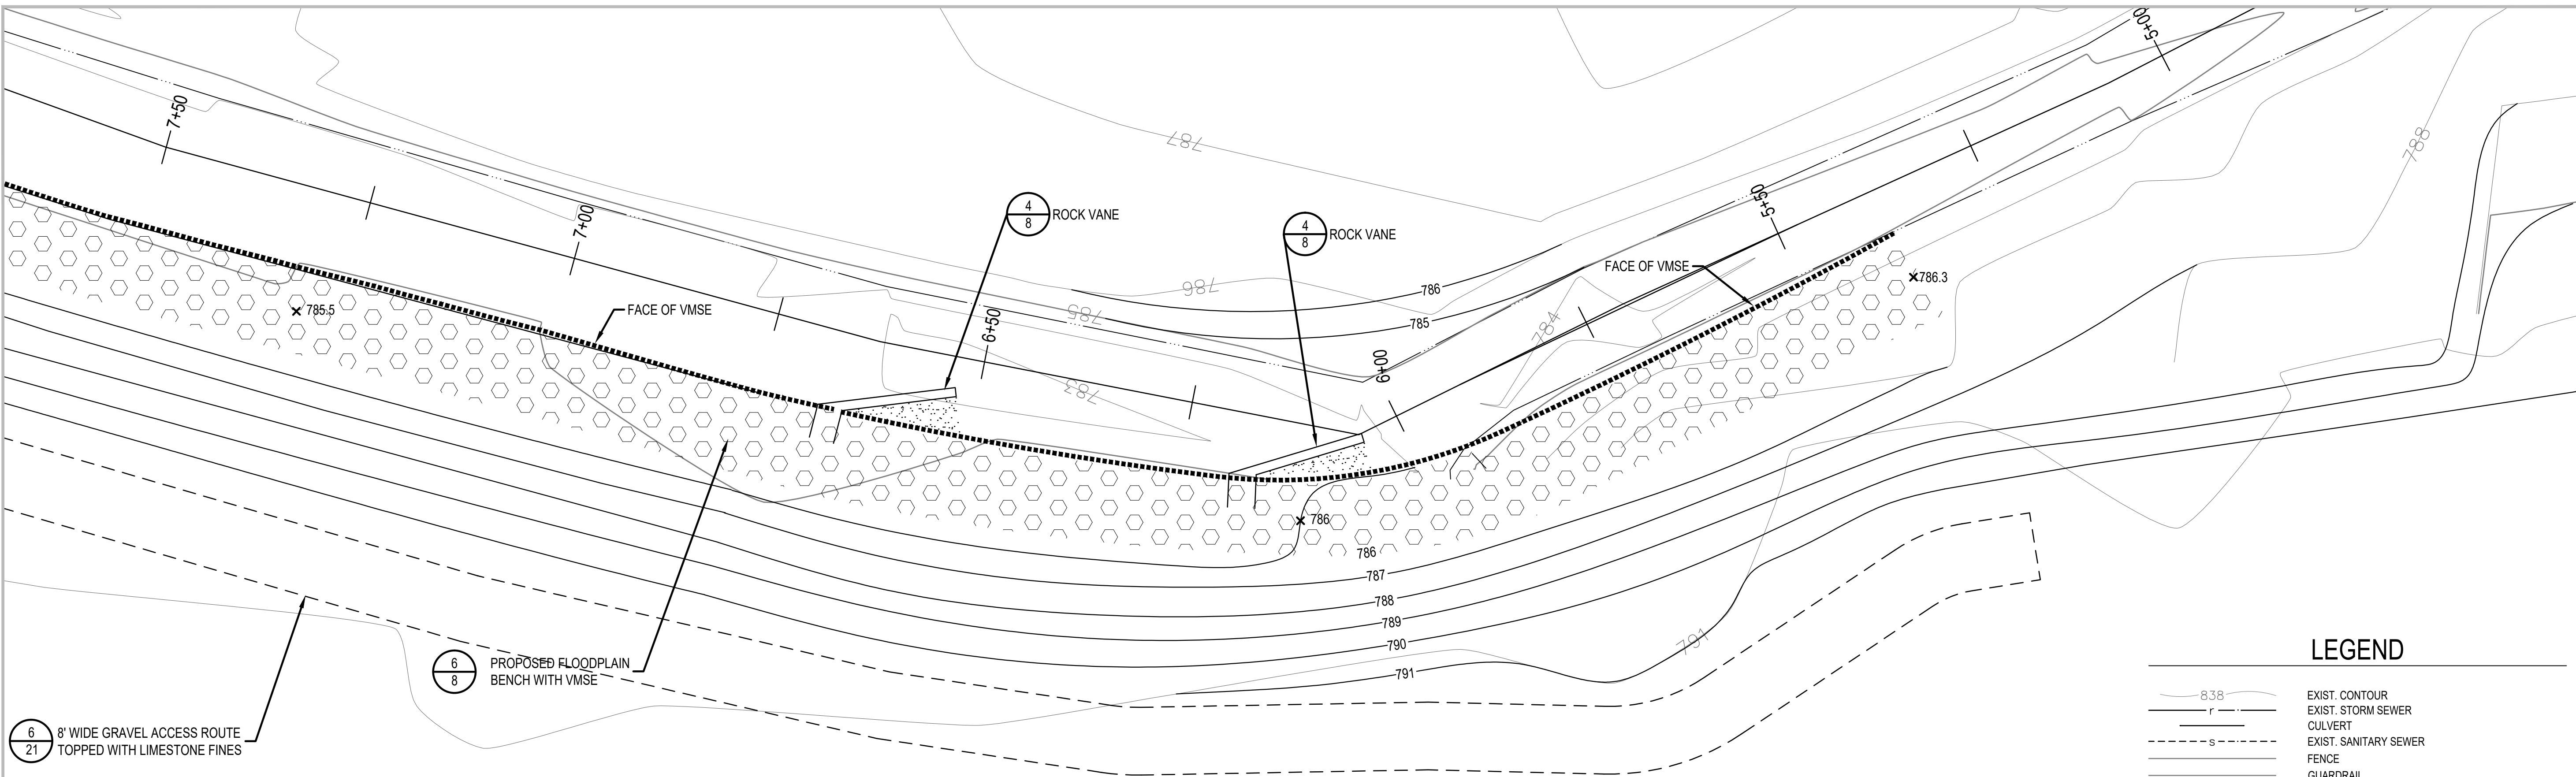 5+00
7+50
787
788
4
8
ROCK VANE
7+00
4
8
ROCK VANE
5+50
FACE OF VMSE
786.3
786
786
785
785
784
785.5
FACE OF VMSE
6+50
6+00
783
786
786
787
788
789
790
791
791
6
8
PROPOSED FLOODPLAIN
BENCH WITH VMSE
6
21
8' WIDE GRAVEL ACCESS ROUTE
TOPPED WITH LIMESTONE FINES
LEGEND
838
EXIST. CONTOUR
r
EXIST. STORM SEWER
CULVERT
s
EXIST. SANITARY SEWER
FENCE
GUARDRAIL